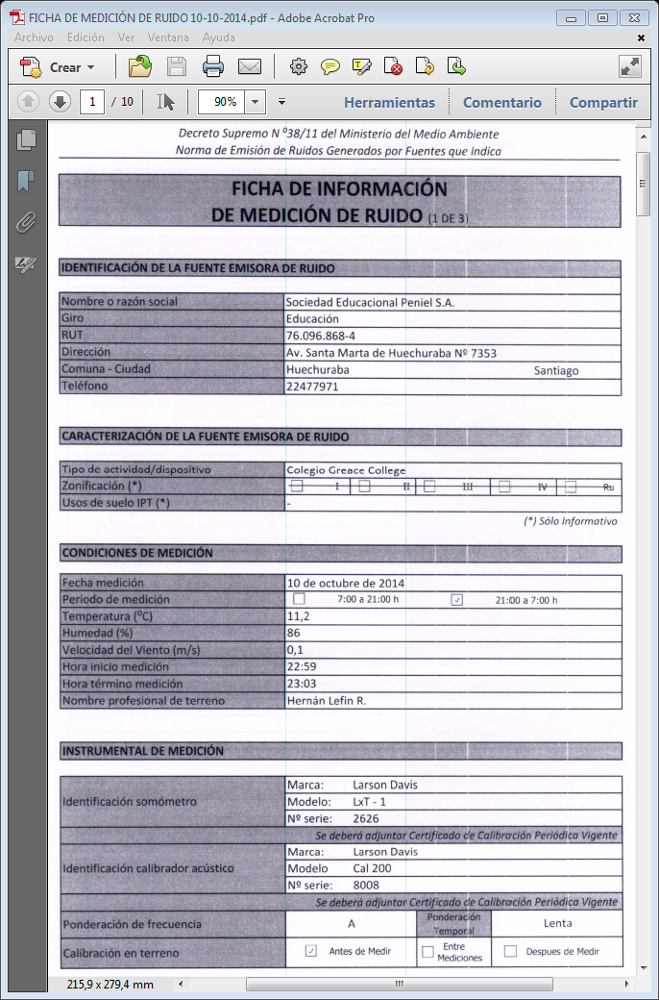 FICHA DE MEDICIÓN DE RUIDO 10-10-2014.pdf - Adobe Acrobat Pro
Archivo Edición Ver Ventana Ayuda
Crear
1 / 10 90% Herramientas Comentario Compartir
Decreto Supremo N º38/11 del Ministerio del Medio Ambiente
Norma de Emisión de Ruidos Generados por Fuentes que Indica
FICHA DE INFORMACIÓN
DE MEDICIÓN DE RUIDO (1 DE 3)
IDENTIFICACIÓN DE LA FUENTE EMISORA DE RUIDO
Nombre o razón social Sociedad Educacional Peniel S.A.
Giro Educación
RUT 76.096.868-4
Dirección Av. Santa Marta de Huechuraba Nº 7353
Comuna - Ciudad Huechuraba Santiago
Teléfono 22477971
CARACTERIZACIÓN DE LA FUENTE EMISORA DE RUIDO
Tipo de actividad/dispositivo Colegio Greace College
Zonificación (*) I II III IV Ru
Usos de suelo IPT (*) -
(*) Sólo Informativo
CONDICIONES DE MEDICIÓN
Fecha medición 10 de octubre de 2014
Periodo de medición 7:00 a 21:00 h ✓ 21:00 a 7:00 h
Temperatura (ºC) 11,2
Humedad (%) 86
Velocidad del Viento (m/s) 0,1
Hora inicio medición 22:59
Hora término medición 23:03
Nombre profesional de terreno Hernán Lefin R.
INSTRUMENTAL DE MEDICIÓN
Marca: Larson Davis
Identificación somómetro Modelo: LxT - 1
Nº serie: 2626
Se deberá adjuntar Certificado de Calibración Periódica Vigente
Marca: Larson Davis
Identificación calibrador acústico Modelo Cal 200
Nº serie: 8008
Se deberá adjuntar Certificado de Calibración Periódica Vigente
Ponderación de frecuencia A Ponderación Temporal Lenta
Calibración en terreno ✓ Antes de Medir Entre Mediciones Despues de Medir
215,9 x 279,4 mm